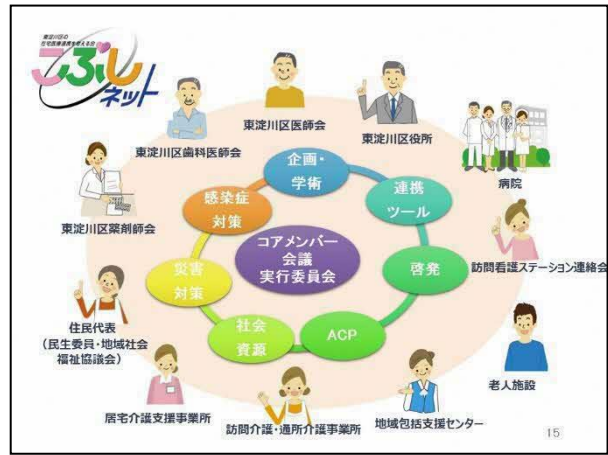 東淀川区の
在宅医療連携を考える会
こぶしネット
東淀川区医師会
東淀川区役所
東淀川区歯科医師会
病院
企画・
学術
連携
ツール
感染症
対策
東淀川区薬剤師会
コアメンバー
会議
実行委員会
訪問看護ステーション連絡会
啓発
災害
対策
住民代表
(民生委員・地域社会
福祉協議会)
社会
資源
ACP
老人施設
居宅介護支援事業所
訪問介護・通所介護事業所
地域包括支援センター
15